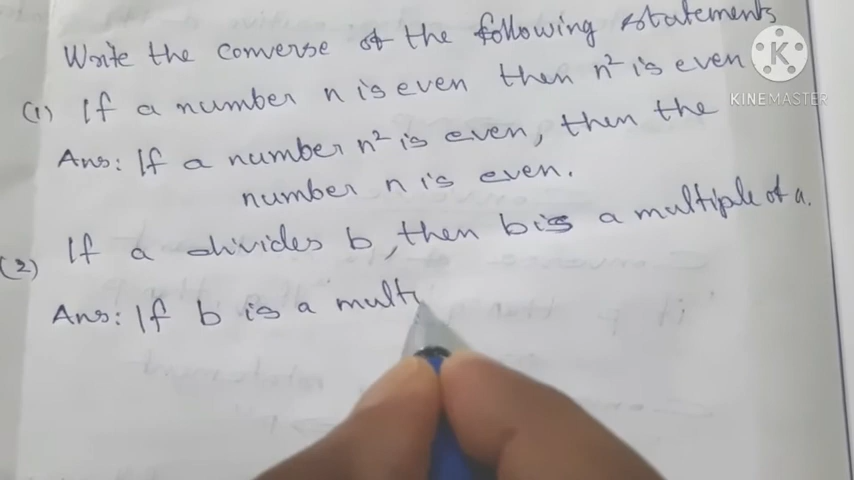 Write the converse of the following statements
(1) If a number n is even then n² is even
Ans: If a number n² is even, then the
number n is even.
(2) If a divides b, then b is a multiple of a.
Ans: If b is a mult
KINEMASTER